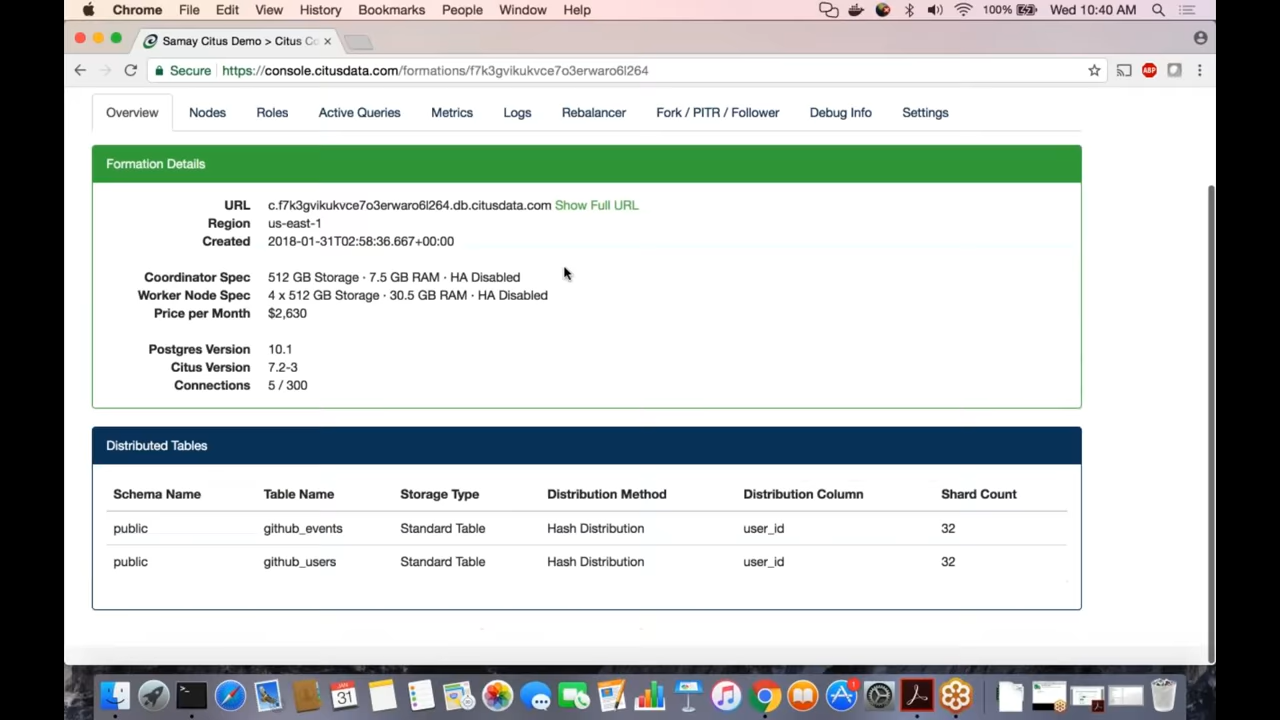 Chrome File Edit View History Bookmarks People Window Help 100% Wed 10:40 AM
Samay Citus Demo > Citus Co
Secure https://console.citusdata.com/formations/f7k3gvikukvce7o3erwaro6l264 ABP
Overview Nodes Roles Active Queries Metrics Logs Rebalancer Fork / PITR / Follower Debug Info Settings
Formation Details
URL c.f7k3gvikukvce7o3erwaro6l264.db.citusdata.com Show Full URL
Region us-east-1
Created 2018-01-31T02:58:36.667+00:00
Coordinator Spec 512 GB Storage · 7.5 GB RAM · HA Disabled
Worker Node Spec 4 x 512 GB Storage · 30.5 GB RAM · HA Disabled
Price per Month $2,630
Postgres Version 10.1
Citus Version 7.2-3
Connections 5 / 300
Distributed Tables
Schema Name Table Name Storage Type Distribution Method Distribution Column Shard Count
public github_events Standard Table Hash Distribution user_id 32
public github_users Standard Table Hash Distribution user_id 32
31
1